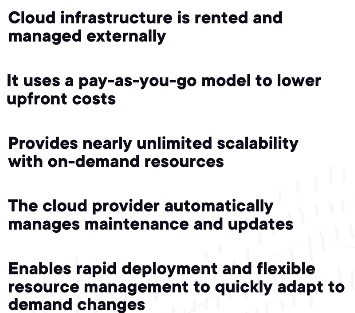 Cloud infrastructure is rented and
managed externally
It uses a pay-as-you-go model to lower
upfront costs
Provides nearly unlimited scalability
with on-demand resources
The cloud provider automatically
manages maintenance and updates
Enables rapid deployment and flexible
resource management to quickly adapt to
demand changes